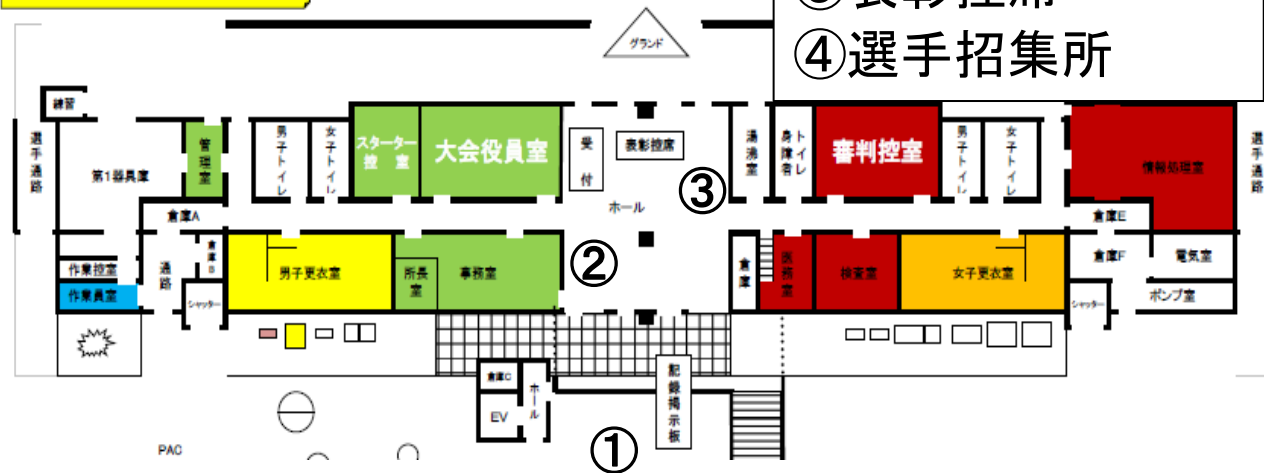 ③表彰控席
④選手招集所
グランド
練習
選手通路
第1器具庫
管理室
男子トイレ
女子トイレ
スターター
控室
大会役員室
受付
表彰控席
③
ホール
湯沸室
身障者
トイレ
審判控室
男子トイレ
女子トイレ
情報処理室
選手通路
倉庫A
倉庫E
作業控室
作業員室
通路
倉庫B
シャッター
男子更衣室
所長室
事務室
②
倉庫
医務室
検査室
女子更衣室
倉庫F
電気室
シャッター
ポンプ室
倉庫C
ホール
EV
記録掲示板
①
PAC